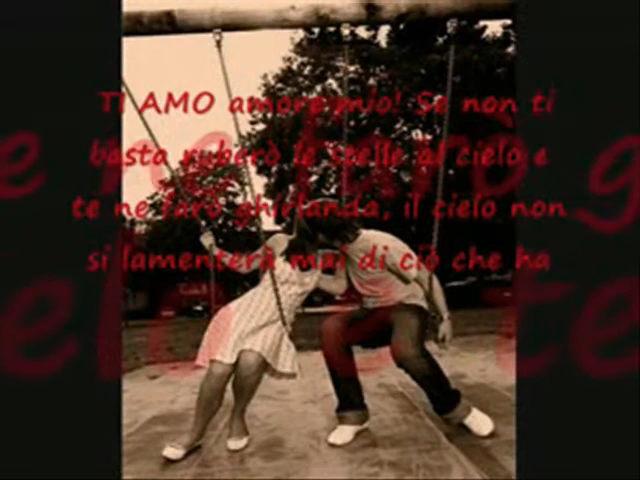 TI AMO amore mio! Se non ti
basta ruberò le stelle al cielo e
te ne farò ghirlanda, il cielo non
si lamenterà mai di ciò che ha